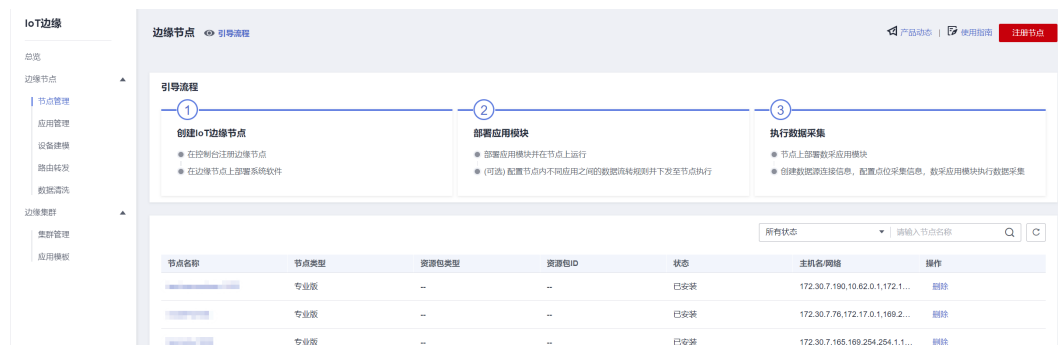 IoT边缘
总览
边缘节点
节点管理
应用管理
设备建模
路由转发
数据清洗
边缘集群
集群管理
应用模板
边缘节点 引导流程
产品动态 | 使用指南 注册节点
引导流程
1 2 3
创建IoT边缘节点
在控制台注册边缘节点
在边缘节点上部署系统软件
部署应用模块
部署应用模块并在节点上运行
(可选) 配置节点内不同应用之间的数据流转规则并下发至节点执行
执行数据采集
节点上部署数采应用模块
创建数据源连接信息，配置点位采集信息，数采应用模块执行数据采集
所有状态 请输入节点名称
节点名称 节点类型 资源包类型 资源包ID 状态 主机名/网络 操作
专业版 -- -- 已安装 172.30.7.190,10.62.0.1,172.1... 删除
专业版 -- -- 已安装 172.30.7.76,172.17.0.1,169.2... 删除
专业版 -- -- 已安装 172.30.7.165,169.254.254.1,1... 删除